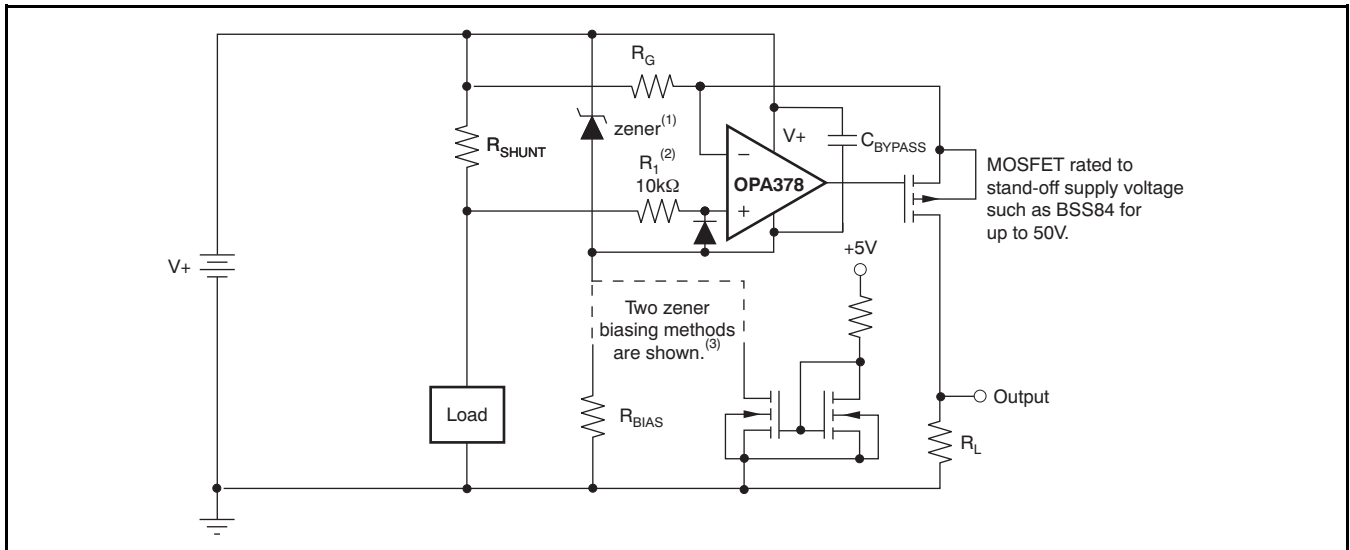 R_G
zener(1)
V+
C_BYPASS
R_SHUNT
R_1(2)
10kΩ
−
OPA378
+
MOSFET rated to
stand-off supply voltage
such as BSS84 for
up to 50V.
+5V
V+
Two zener
biasing methods
are shown.(3)
Load
R_BIAS
Output
R_L